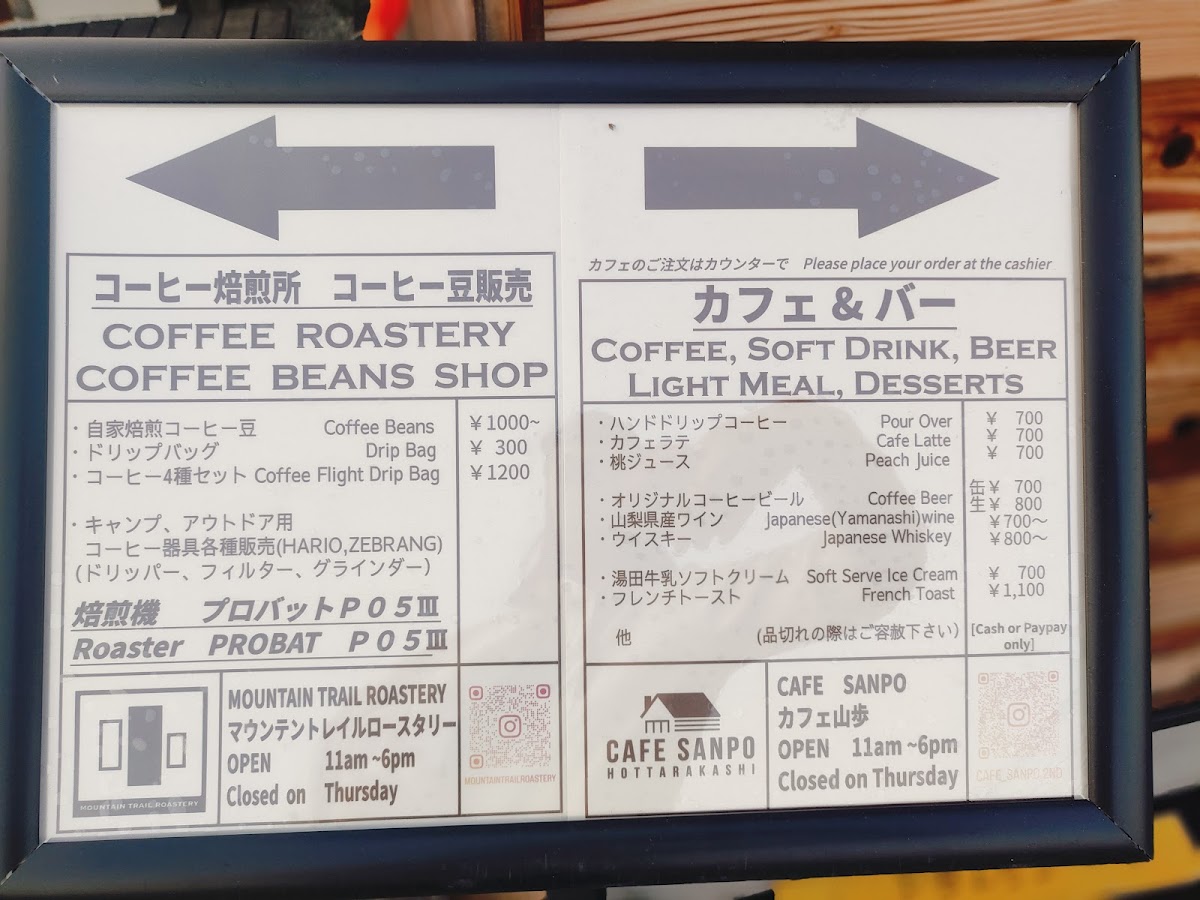 コーヒー焙煎所 コーヒー豆販売
COFFEE ROASTERY
COFFEE BEANS SHOP
・自家焙煎コーヒー豆 Coffee Beans ¥1000~
・ドリップバッグ Drip Bag ¥ 300
・コーヒー4種セット Coffee Flight Drip Bag ¥1200
・キャンプ、アウトドア用
コーヒー器具各種販売(HARIO,ZEBRANG)
(ドリッパー、フィルター、グラインダー)
焙煎機 プロバットP05Ⅲ
Roaster PROBAT P05Ⅲ
MOUNTAIN TRAIL ROASTERY
MOUNTAIN TRAIL ROASTERY
マウンテントレイルロースタリー
OPEN 11am ~6pm
Closed on Thursday
MOUNTAINTRAILROASTERY
カフェのご注文はカウンターで Please place your order at the cashier
カフェ & バー
COFFEE, SOFT DRINK, BEER
LIGHT MEAL, DESSERTS
・ハンドドリップコーヒー Pour Over ¥ 700
・カフェラテ Cafe Latte ¥ 700
・桃ジュース Peach Juice ¥ 700
・オリジナルコーヒービール Coffee Beer 缶¥ 700
生¥ 800
・山梨県産ワイン Japanese(Yamanashi)wine ¥700～
・ウイスキー Japanese Whiskey ¥800～
・湯田牛乳ソフトクリーム Soft Serve Ice Cream ¥ 700
・フレンチトースト French Toast ¥1,100
他 (品切れの際はご容赦下さい) [Cash or Paypay
only]
CAFE SANPO
HOTTARAKASHI
CAFE SANPO
カフェ山歩
OPEN 11am ~6pm
Closed on Thursday
CAFE_SANPO.2ND